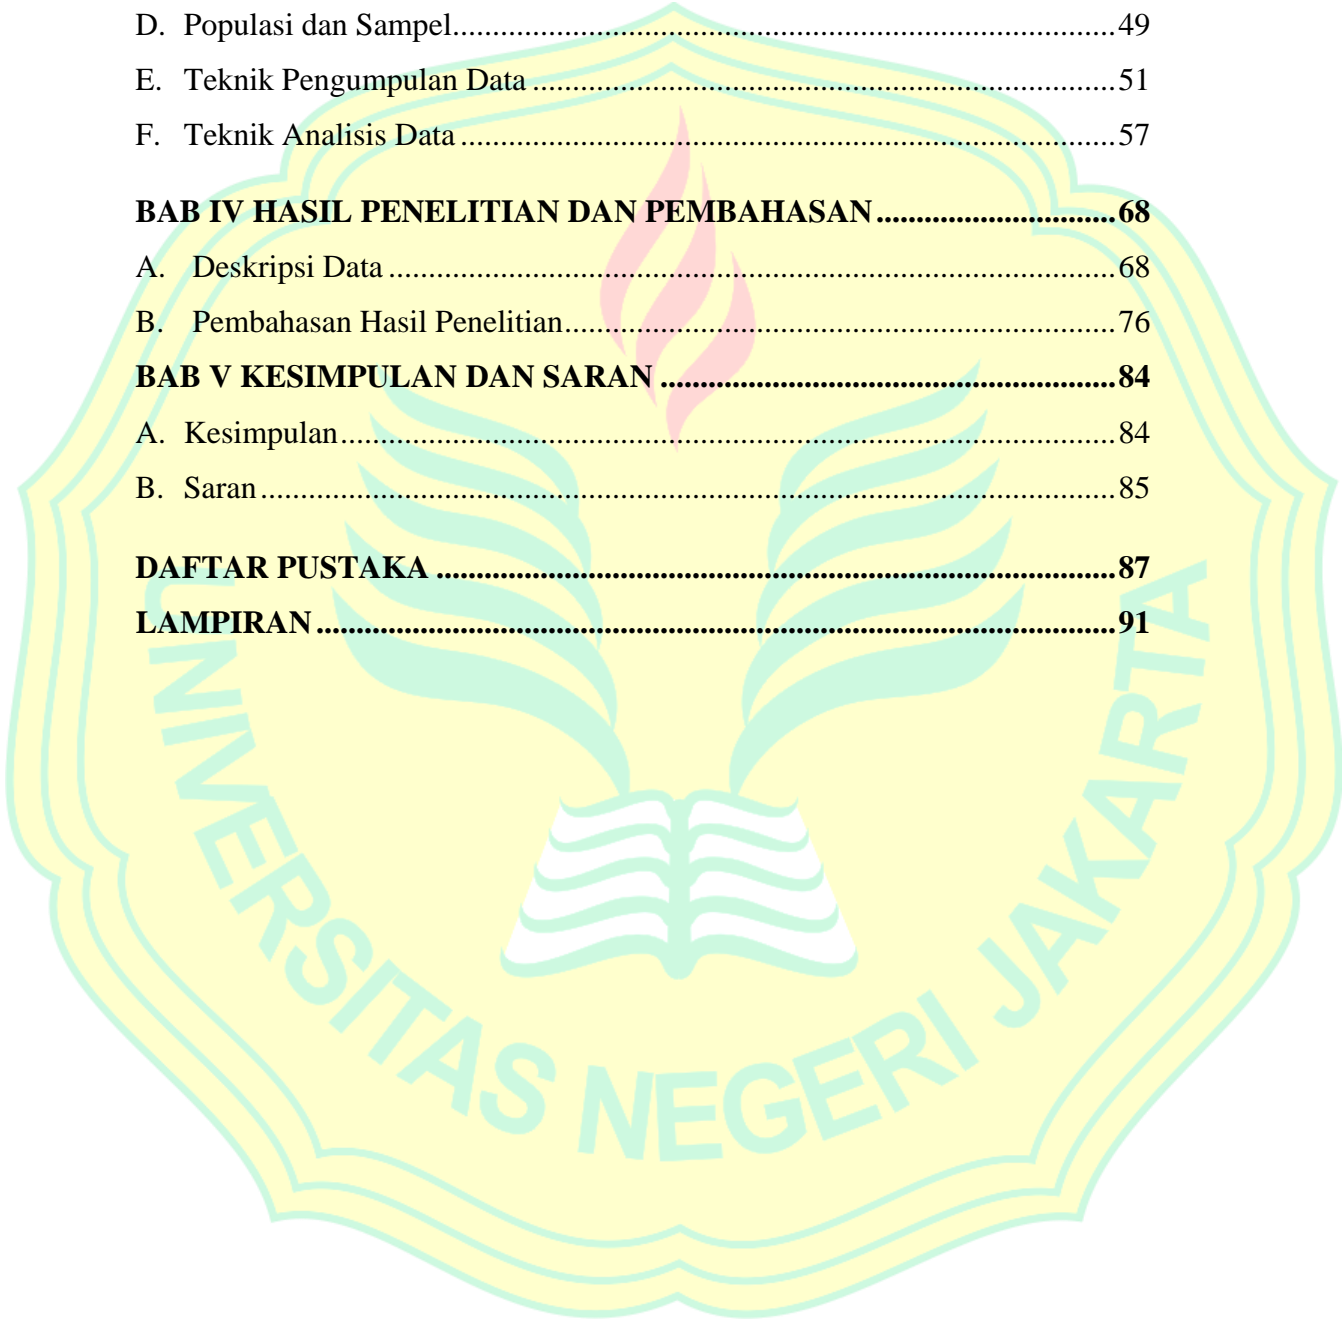 D. Populasi dan Sampel....................................................................................49
E. Teknik Pengumpulan Data ..........................................................................51
F. Teknik Analisis Data ...................................................................................57
BAB IV HASIL PENELITIAN DAN PEMBAHASAN..............................68
A. Deskripsi Data ............................................................................................68
B. Pembahasan Hasil Penelitian......................................................................76
BAB V KESIMPULAN DAN SARAN .........................................................84
A. Kesimpulan..................................................................................................84
B. Saran............................................................................................................85
DAFTAR PUSTAKA .....................................................................................87
LAMPIRAN ....................................................................................................91
UNIVERSITAS NEGERI JAKARTA